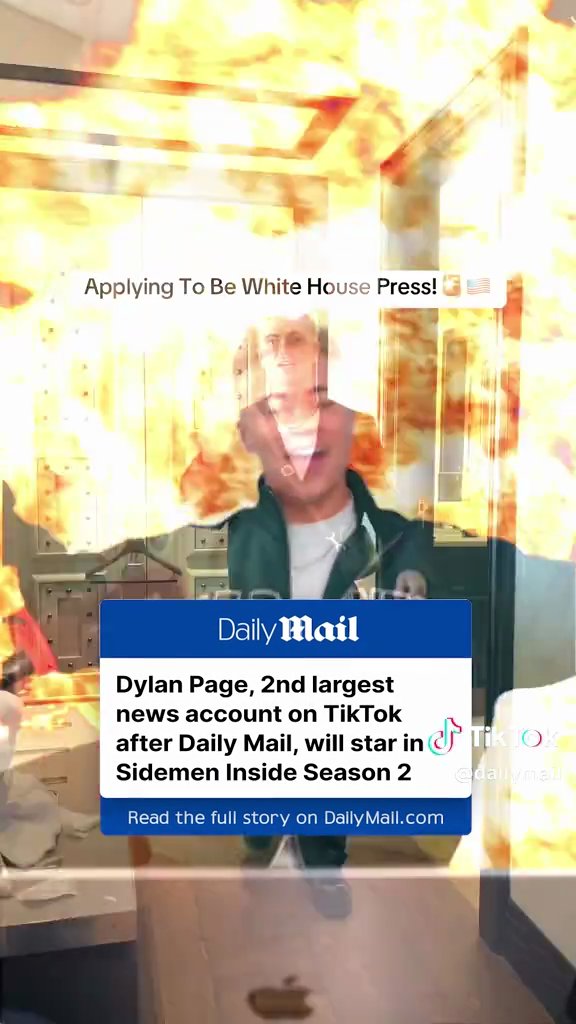 Applying To Be White House Press! 🇺🇸
Daily Mail
Dylan Page, 2nd largest
news account on TikTok
after Daily Mail, will star in
Sidemen Inside Season 2
TikTok
@dailymail
Read the full story on DailyMail.com